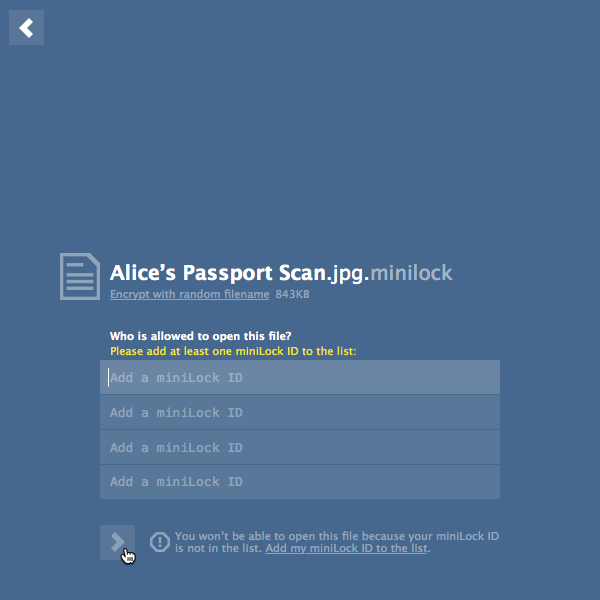 Alice’s Passport Scan.jpg.minilock
Encrypt with random filename 843KB
Who is allowed to open this file?
Please add at least one miniLock ID to the list:
Add a miniLock ID
Add a miniLock ID
Add a miniLock ID
Add a miniLock ID
You won’t be able to open this file because your miniLock ID
is not in the list. Add my miniLock ID to the list.